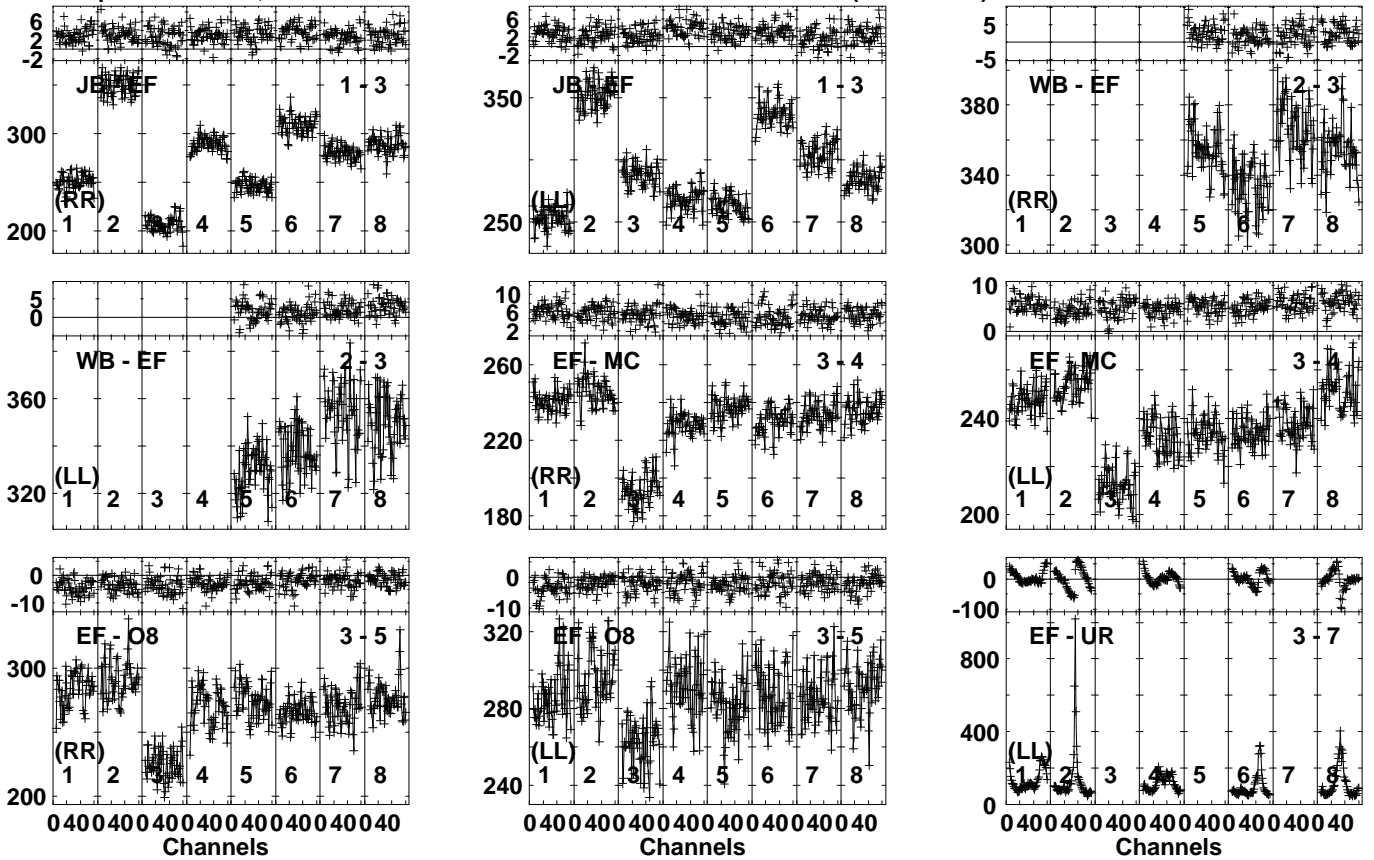 6 2 -2
JB - EF 1 - 3
300
200
(RR)
1 2 3 4 5 6 7 8
6 2 -2
JB - EF 1 - 3
350
250
(LL)
1 2 3 4 5 6 7 8
5 -5
WB - EF 2 - 3
380
340
300
(RR)
1 2 3 4 5 6 7 8
5 0
WB - EF 2 - 3
360
320
(LL)
1 2 3 4 5 6 7 8
10 6 2
EF - MC 3 - 4
260
220
180
(RR)
1 2 3 4 5 6 7 8
10 0
EF - MC 3 - 4
240
200
(LL)
1 2 3 4 5 6 7 8
0 -10
EF - O8 3 - 5
300
200
(RR)
1 2 3 4 5 6 7 8
0 40 0 40 0 40 0 40 0 40 0 40 0 40 0 40
Channels
0 -10
EF - O8 3 - 5
320
280
240
(LL)
1 2 3 4 5 6 7 8
0 40 0 40 0 40 0 40 0 40 0 40 0 40 0 40
Channels
0 -100
EF - UR 3 - 7
800
400
0
(LL)
1 2 3 4 5 6 7 8
0 40 0 40 0 40 0 40 0 40 0 40 0 40 0 40
Channels